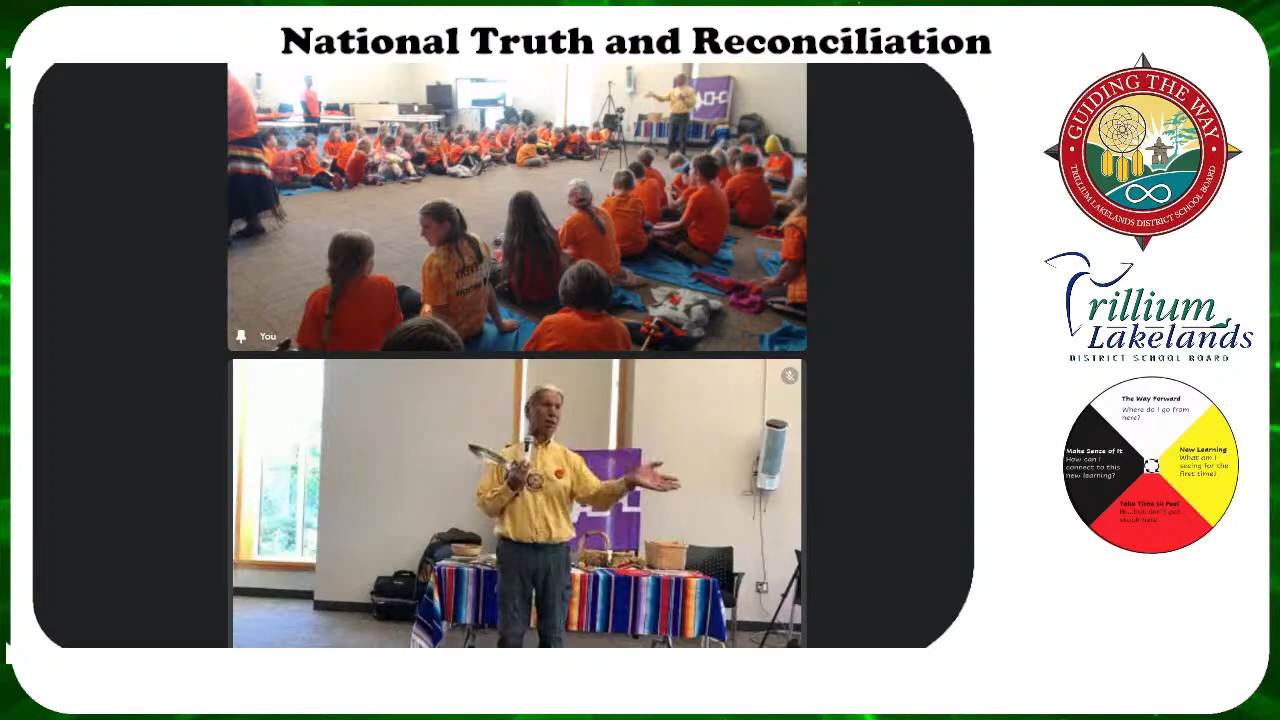 National Truth and Reconciliation
You
GUIDING THE WAY
TRILLIUM LAKELANDS DISTRICT SCHOOL BOARD
Trillium
Lakelands
DISTRICT SCHOOL BOARD
The Way Forward
Where do I go from
here?
Make Sense of It
How can I
connect to this
new learning?
New Learning
What am I
seeing for the
first time?
Take Time to Feel
stuck here.